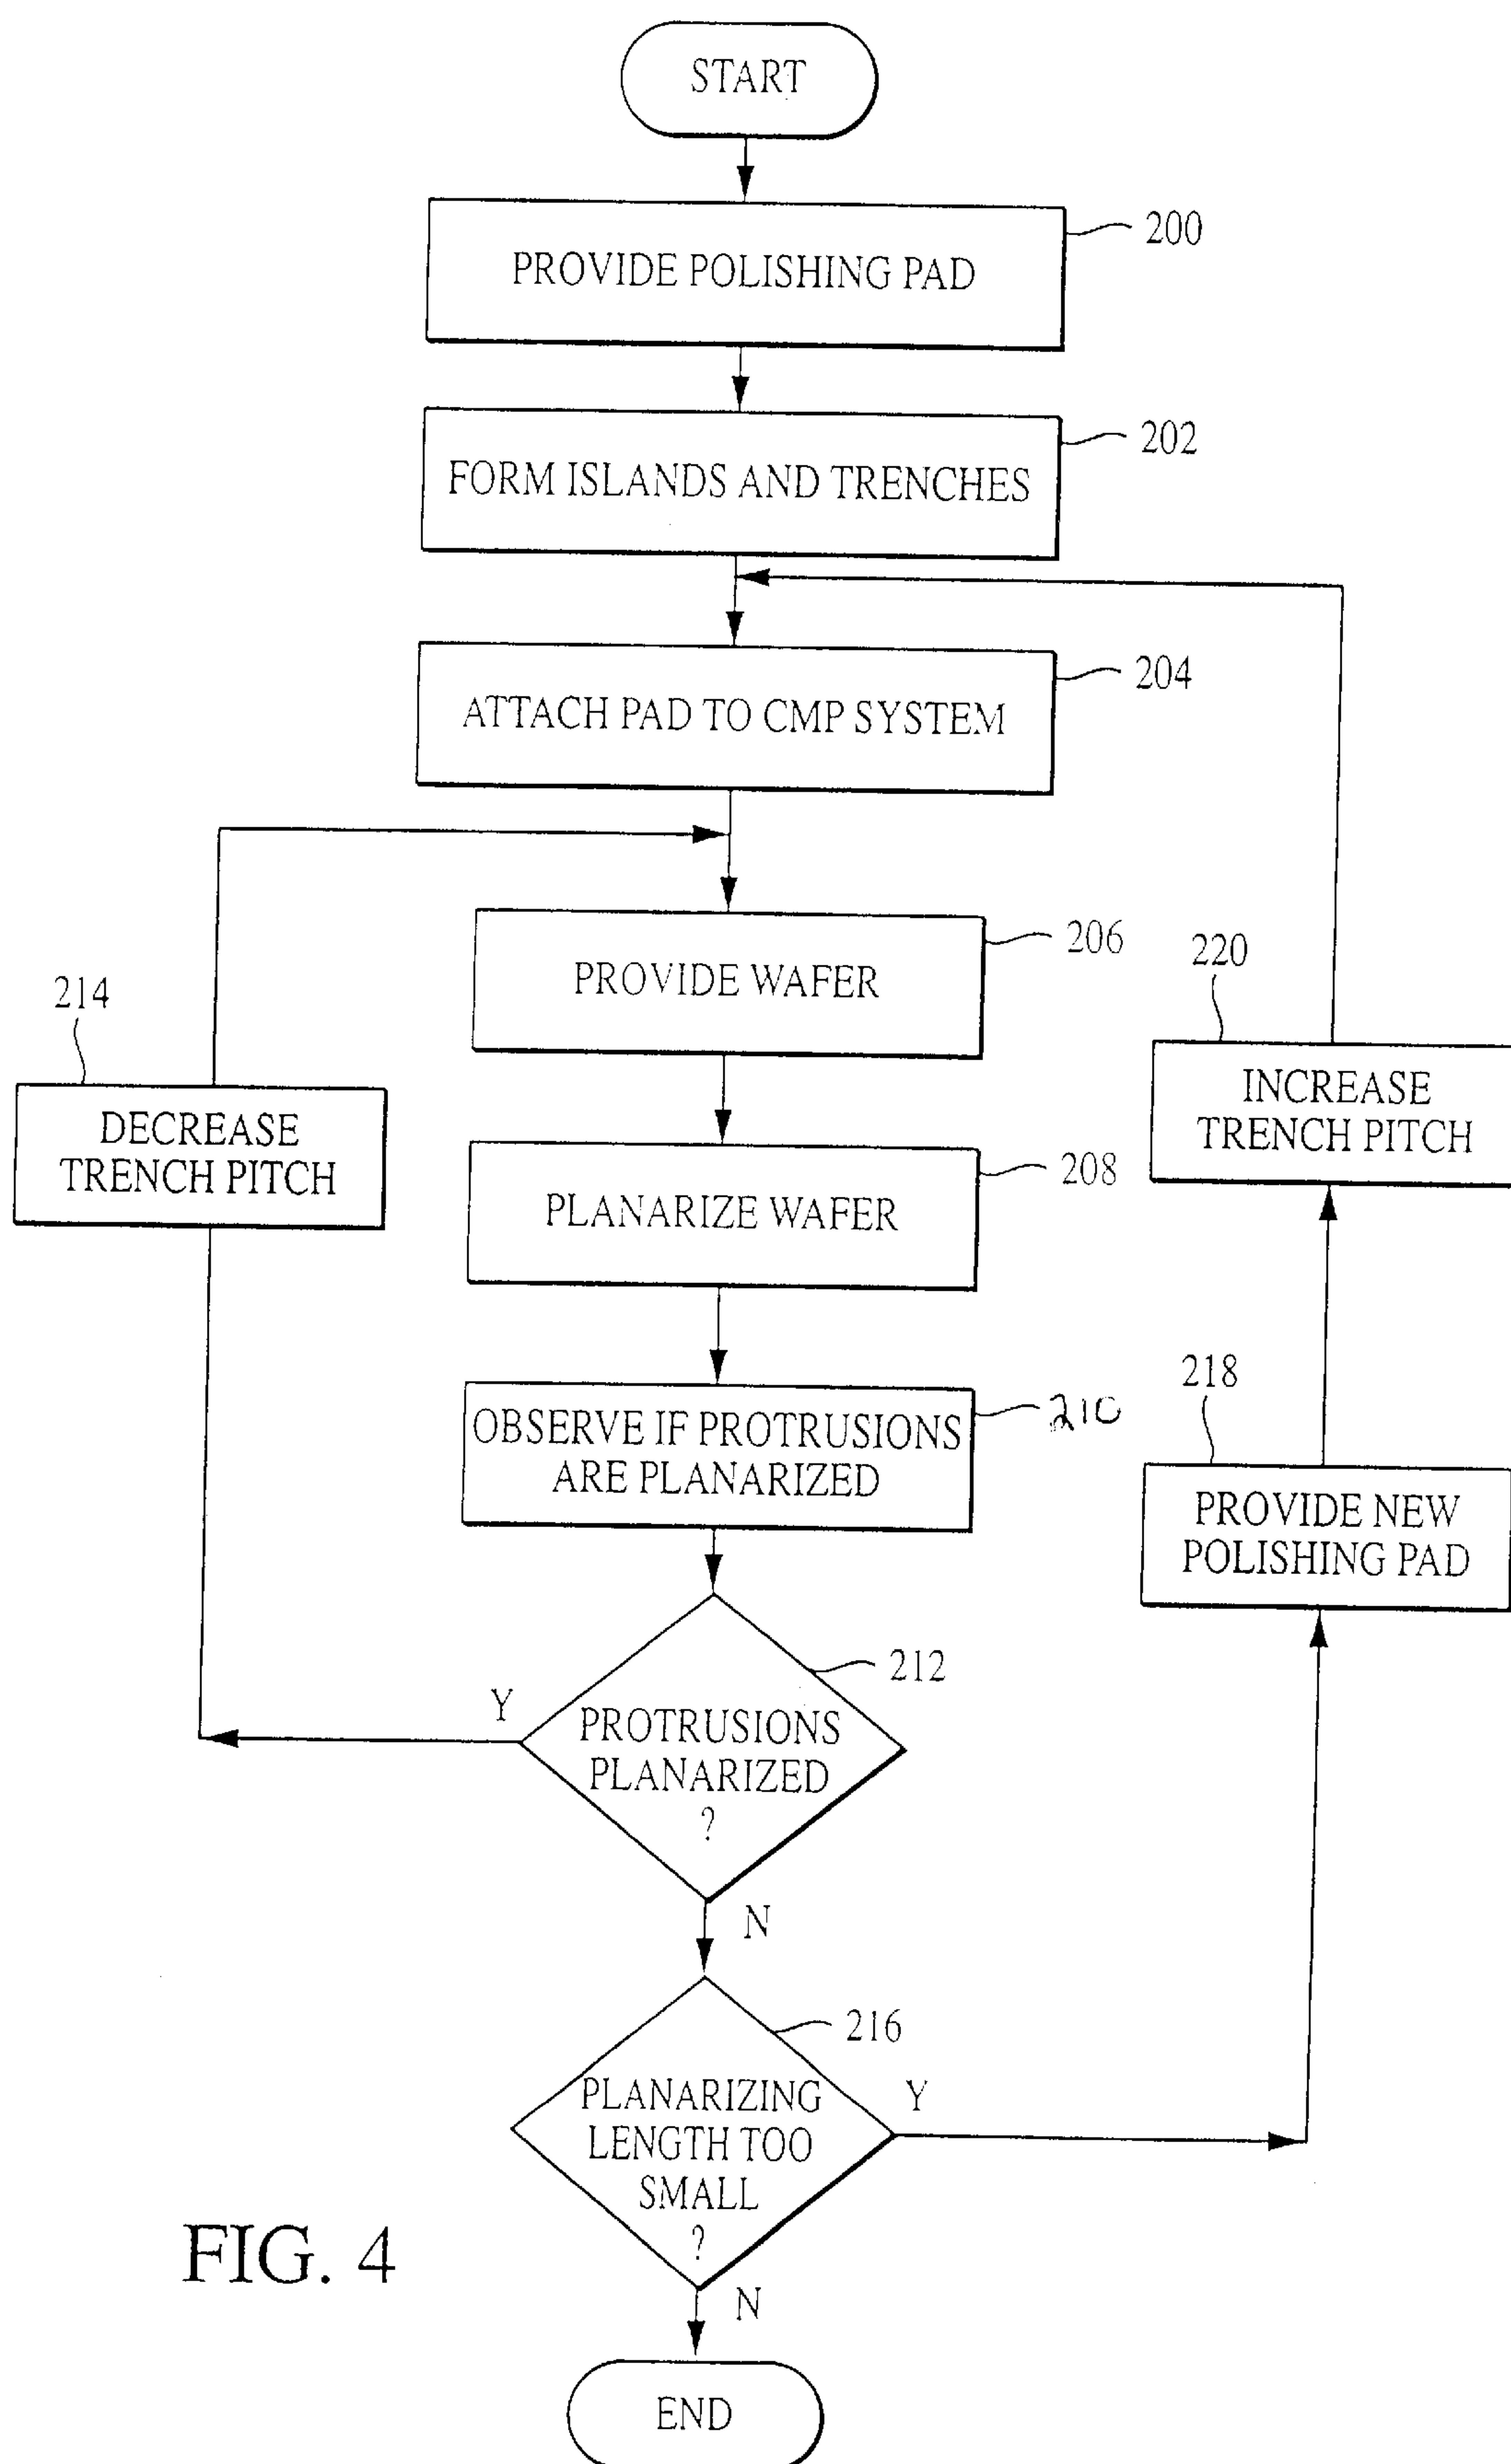 START
200
PROVIDE POLISHING PAD
202
FORM ISLANDS AND TRENCHES
204
ATTACH PAD TO CMP SYSTEM
206
PROVIDE WAFER
220
214
INCREASE
TRENCH PITCH
DECREASE
TRENCH PITCH
208
PLANARIZE WAFER
218
210
OBSERVE IF PROTRUSIONS
ARE PLANARIZED
PROVIDE NEW
POLISHING PAD
212
Y
PROTRUSIONS
PLANARIZED
?
N
216
PLANARIZING
LENGTH TOO
SMALL
?
Y
FIG. 4
N
END